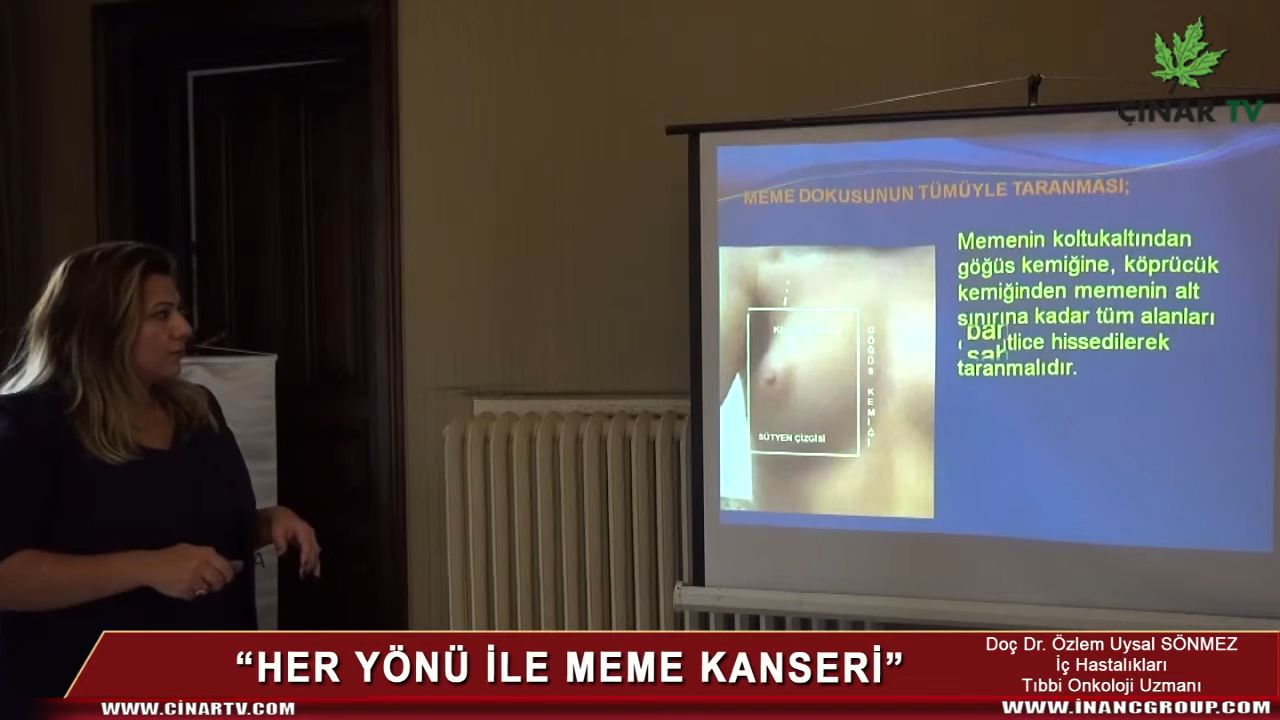 ÇINAR TV
MEME DOKUSUNUN TÜMÜYLE TARANMASI;
Memenin koltukaltından
göğüs kemiğine, köprücük
kemiğinden memenin alt
sınırına kadar tüm alanları
hissedilerek
taranmalıdır.
GÖĞÜS KEMİĞİ
SÜTYEN ÇİZGİSİ
“HER YÖNÜ İLE MEME KANSERİ”
Doç Dr. Özlem Uysal SÖNMEZ
İç Hastalıkları
Tıbbi Onkoloji Uzmanı
WWW.CİNARTV.COM
WWW.İNANCGROUP.COM